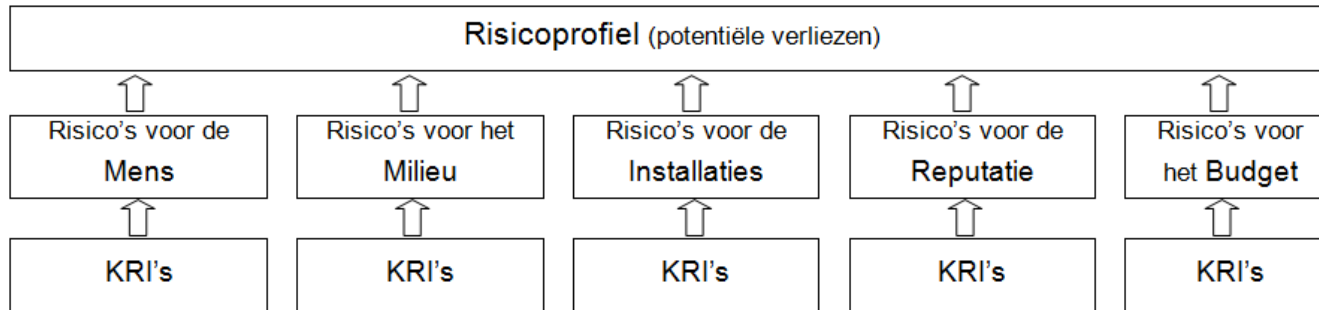 Risicoprofiel (potentiële verliezen)
Risico's voor de
Mens
Risico's voor het
Milieu
Risico's voor de
Installaties
Risico's voor de
Reputatie
Risico's voor
het Budget
KRI's
KRI's
KRI's
KRI's
KRI's